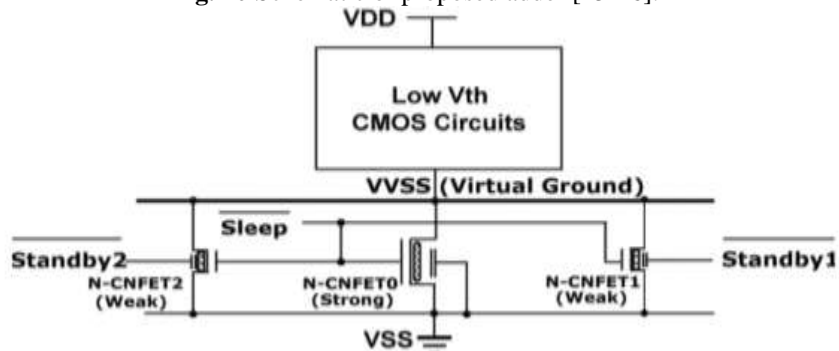 VDD
Low Vth
CMOS Circuits
VVSS (Virtual Ground)
Sleep
Standby2
Standby1
N-CNFET2
(Weak)
N-CNFET0
(Strong)
N-CNFET1
(Weak)
VSS